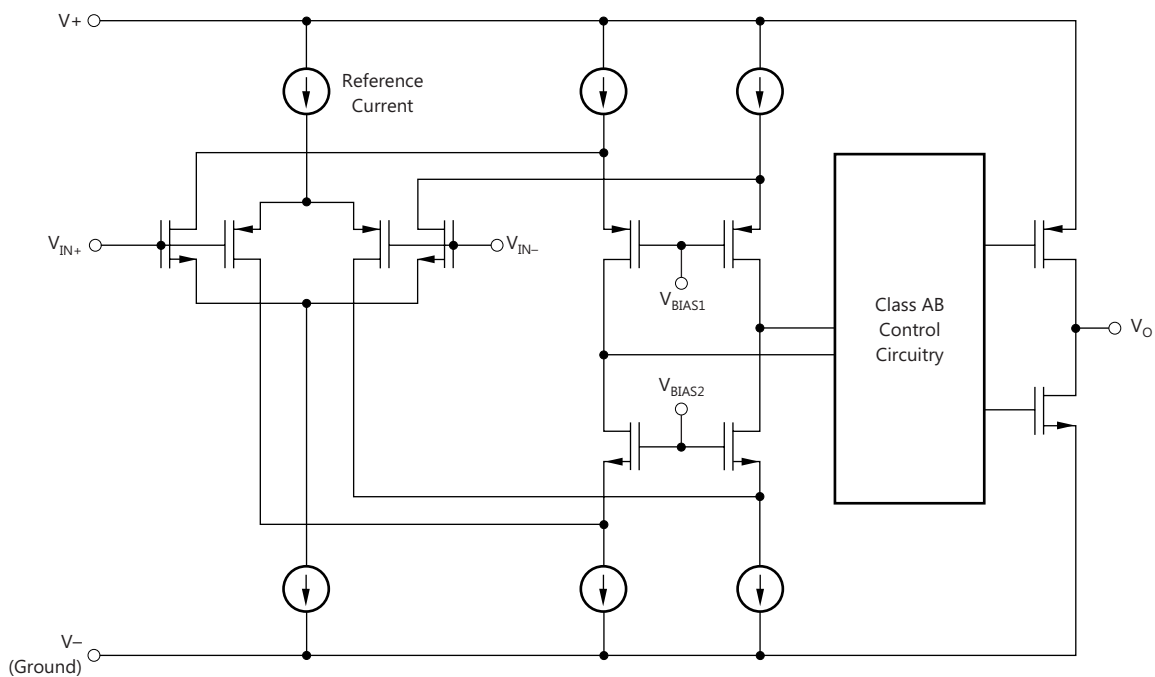 V+
Reference
Current
V_IN+
V_IN–
V_BIAS1
Class AB
Control
Circuitry
V_O
V_BIAS2
V–
(Ground)